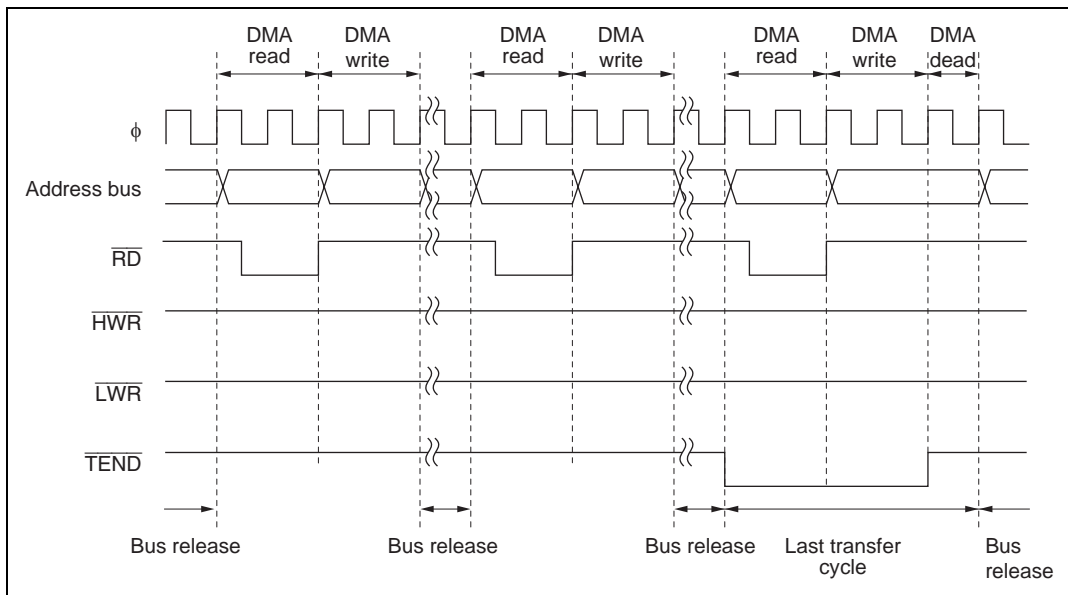 DMA read DMA write DMA read DMA write DMA read DMA write DMA dead
ϕ
Address bus
RD
HWR
LWR
TEND
Bus release Bus release Bus release Last transfer cycle Bus release